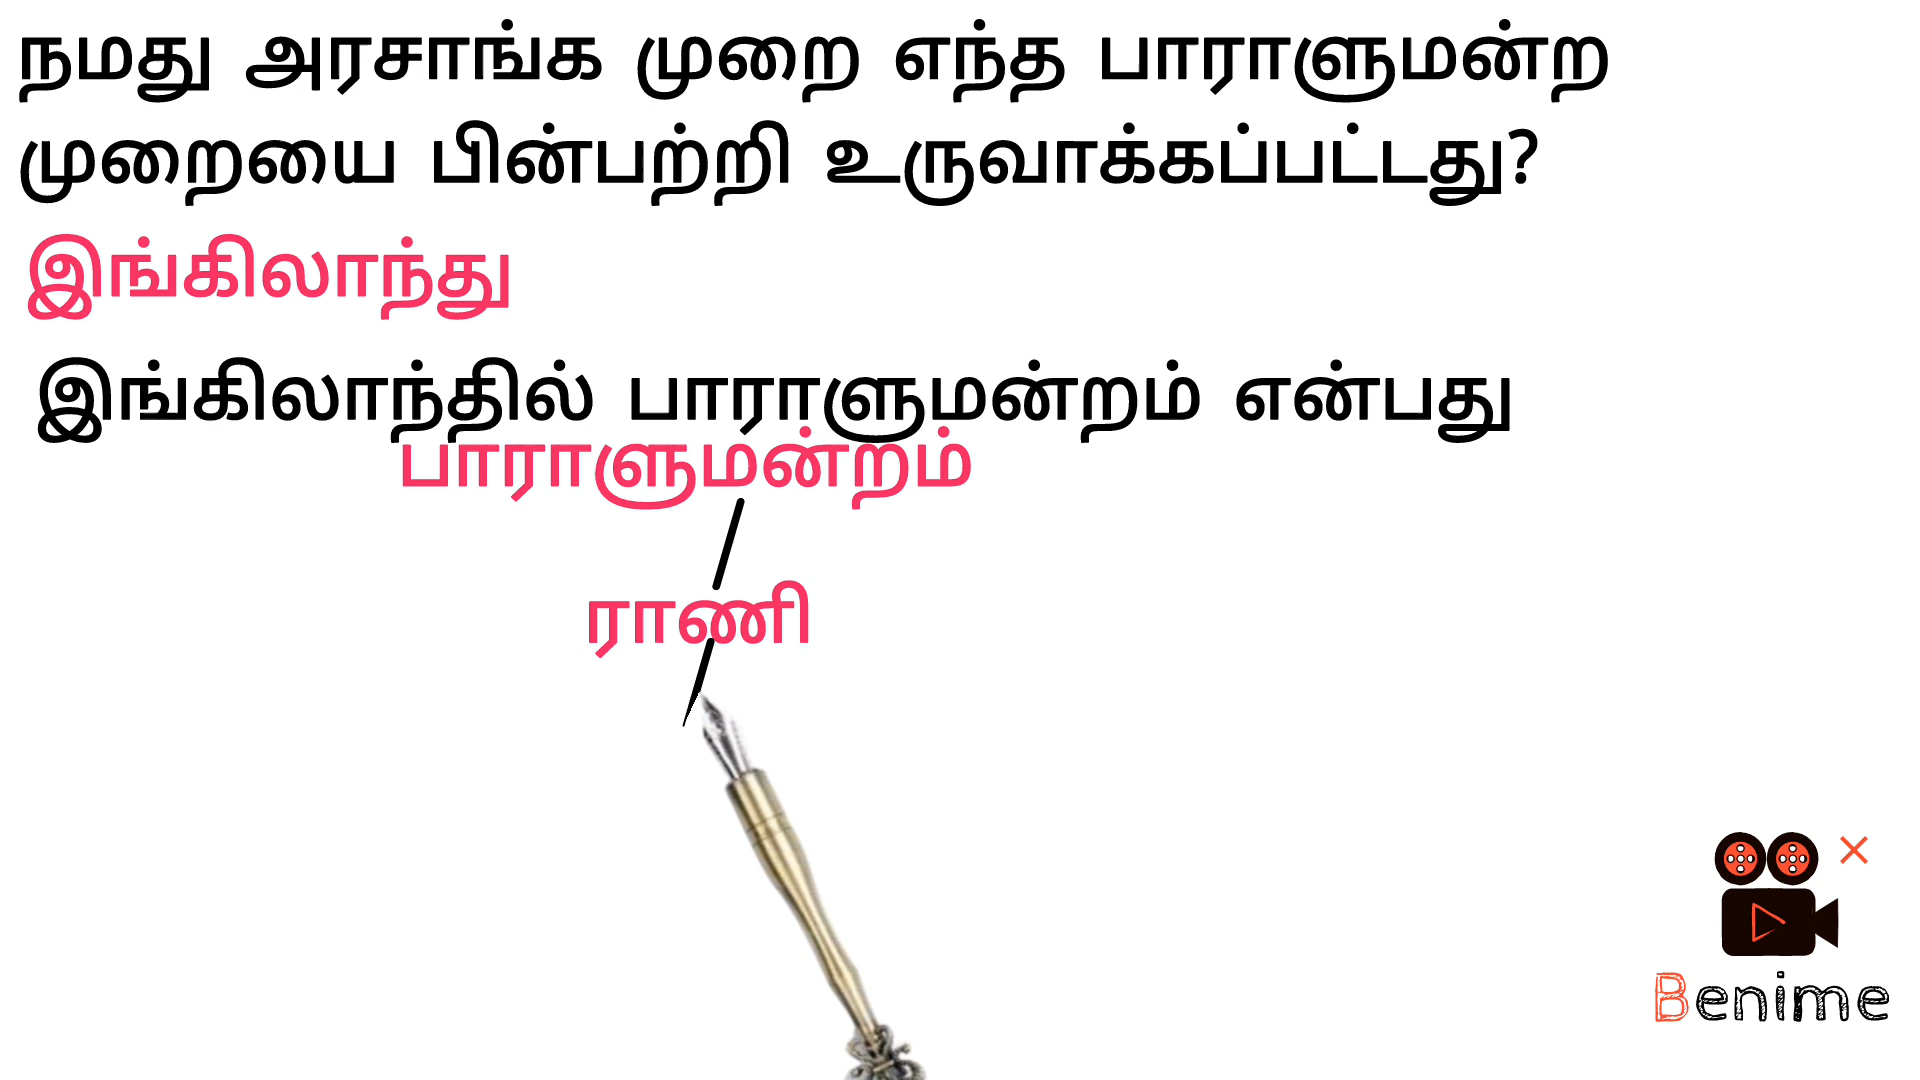 நமது அரசாங்க முறை எந்த பாராளுமன்ற
முறையை பின்பற்றி உருவாக்கப்பட்டது?
இங்கிலாந்து
இங்கிலாந்தில் பாராளுமன்றம் என்பது
பாராளுமன்றம்
ராணி
Benime